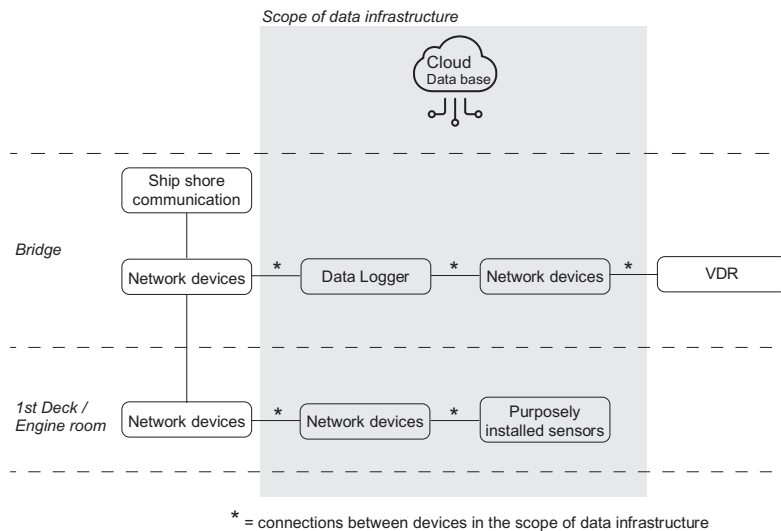 Scope of data infrastructure
Cloud
Data base
Ship shore
communication
Bridge
Network devices * Data Logger * Network devices * VDR
1st Deck /
Engine room
Network devices * Network devices * Purposely
installed sensors
* = connections between devices in the scope of data infrastructure